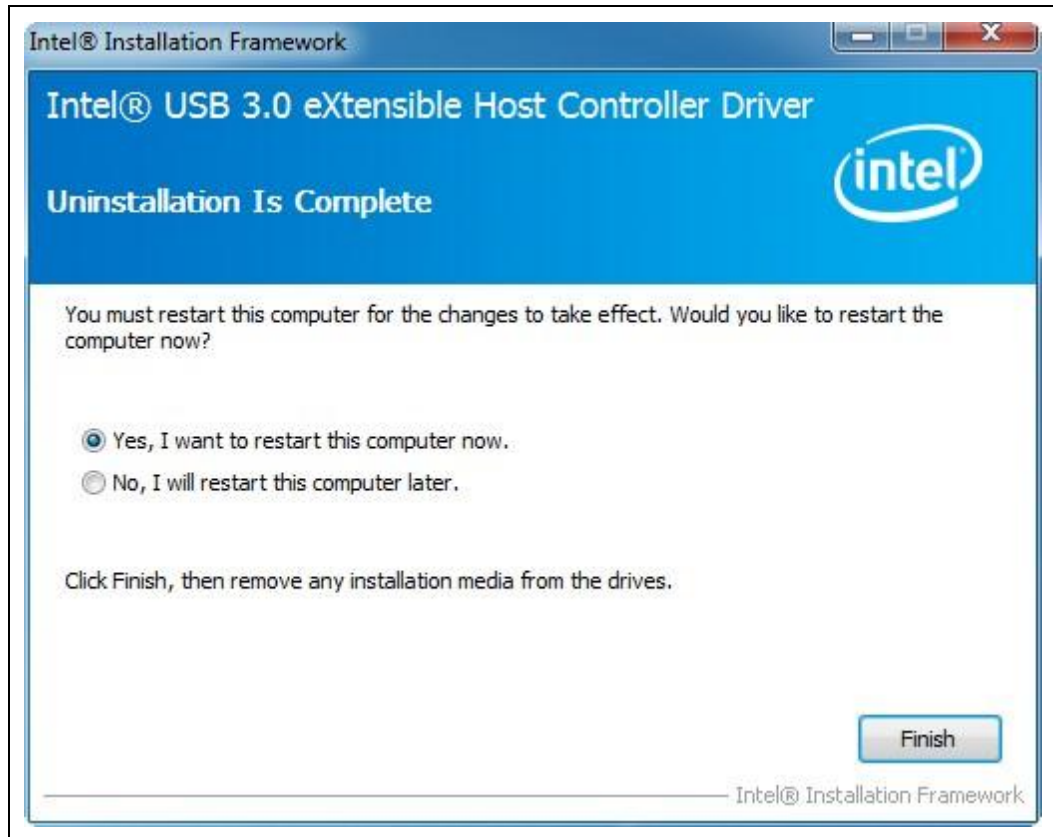 Intel® Installation Framework
Intel® USB 3.0 eXtensible Host Controller Driver
intel
Uninstallation Is Complete
You must restart this computer for the changes to take effect. Would you like to restart the
computer now?
Yes, I want to restart this computer now.
No, I will restart this computer later.
Click Finish, then remove any installation media from the drives.
Finish
Intel® Installation Framework